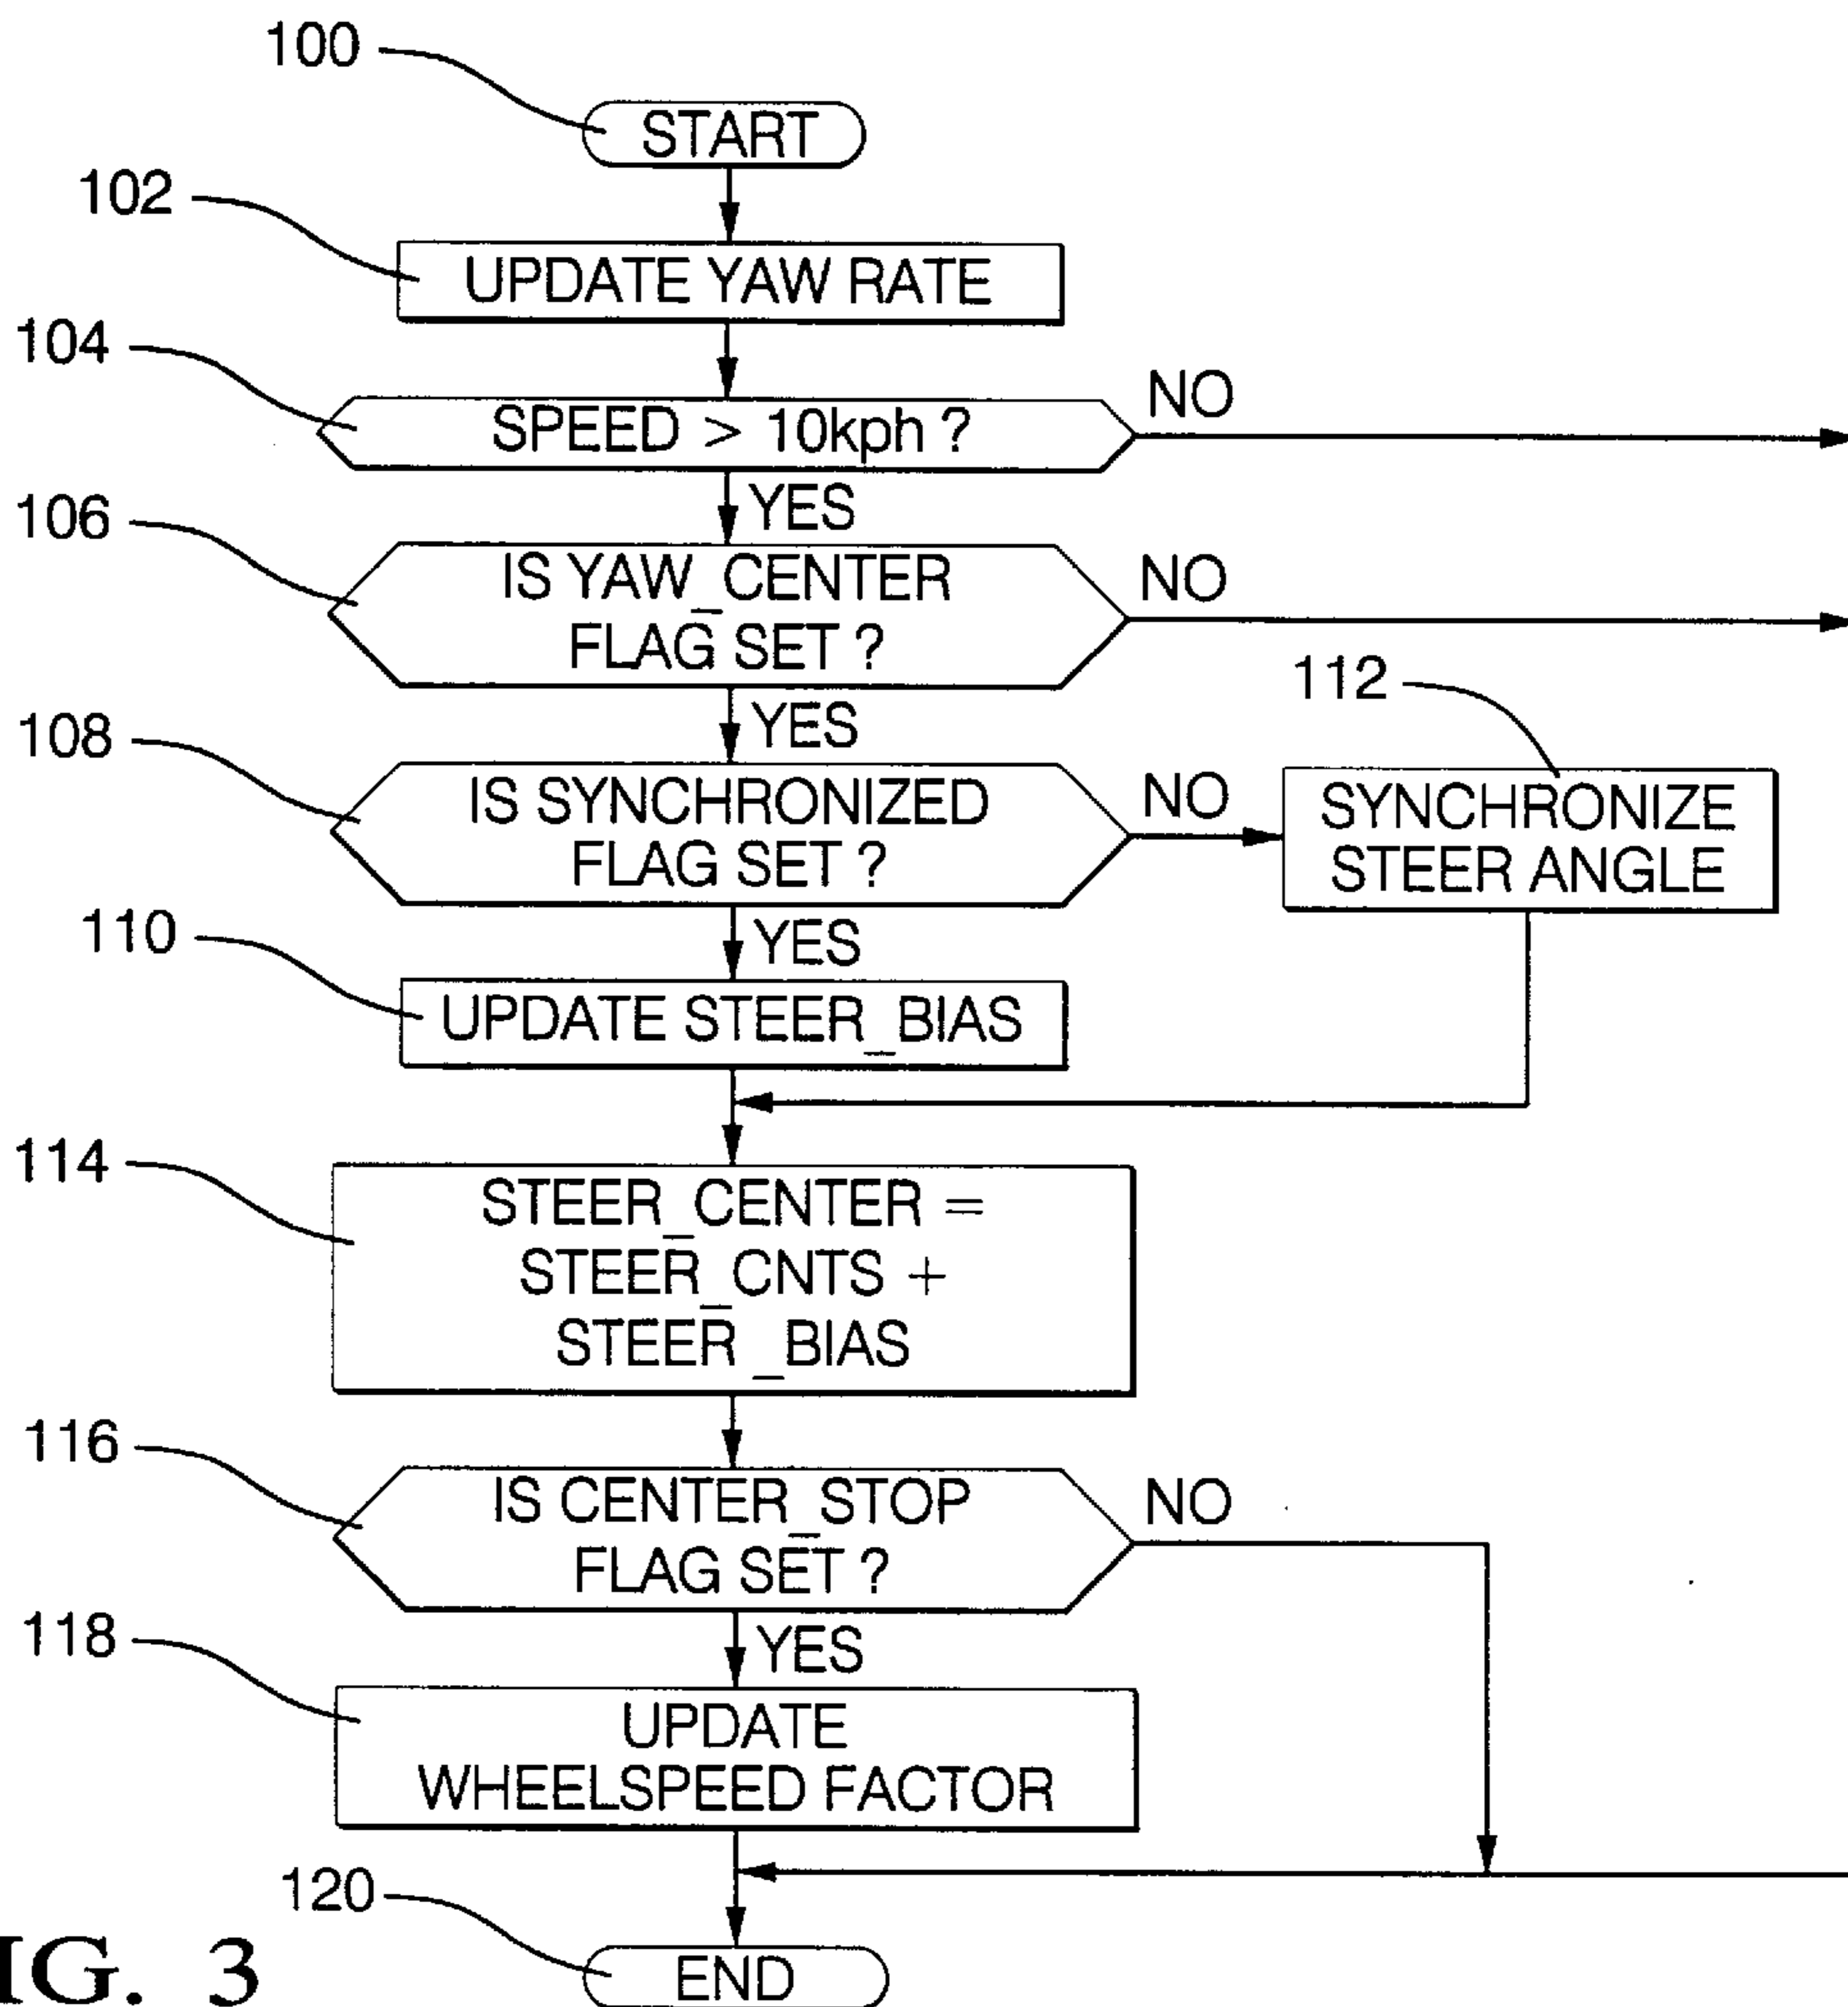 100
START
102
UPDATE YAW RATE
104
SPEED > 10kph ?
NO
YES
106
IS YAW_CENTER
FLAG SET ?
NO
YES
108
IS SYNCHRONIZED
FLAG SET ?
NO
112
SYNCHRONIZE
STEER ANGLE
YES
110
UPDATE STEER_BIAS
114
STEER_CENTER =
STEER_CNTS +
STEER_BIAS
116
IS CENTER_STOP
FLAG SET ?
NO
YES
118
UPDATE
WHEELSPEED FACTOR
120
END
IG. 3